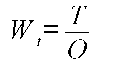 W_t = T/O